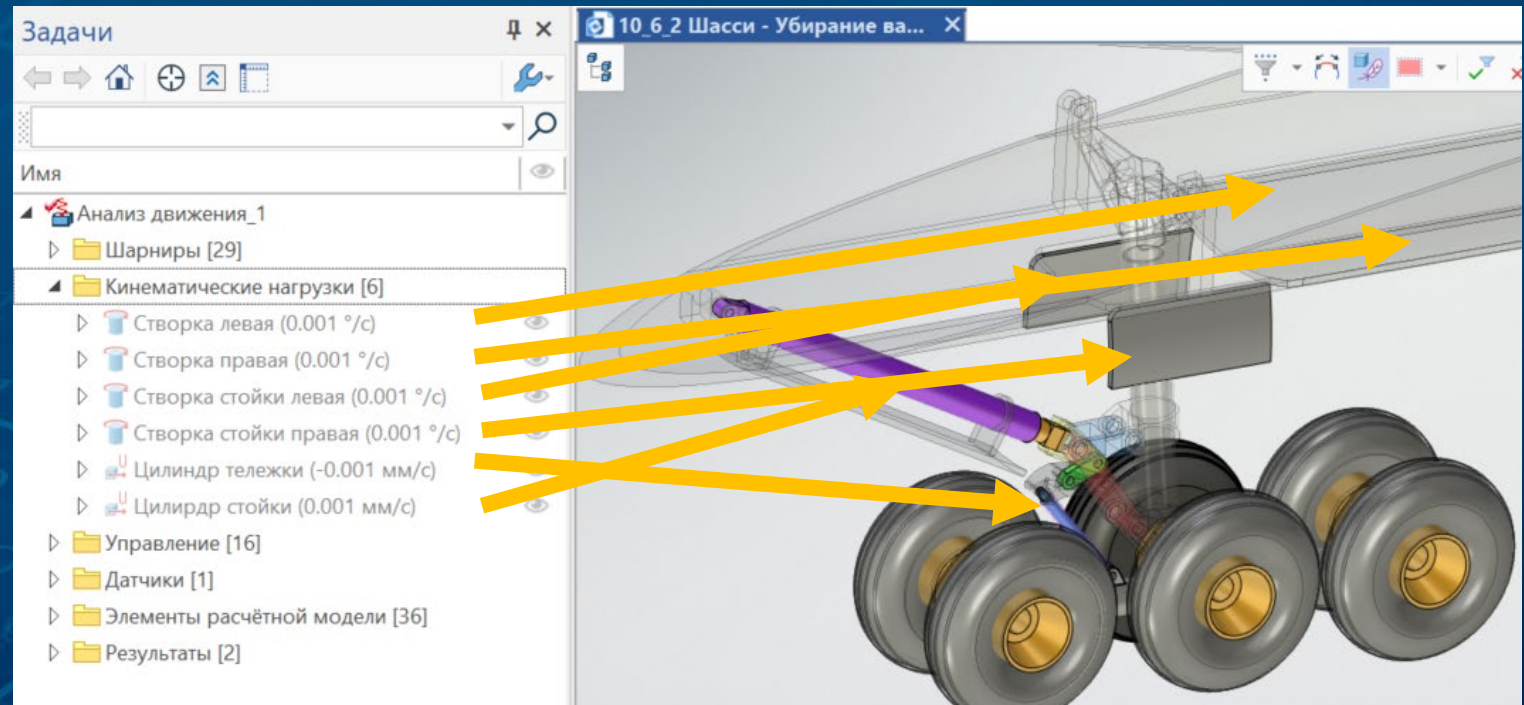 Задачи
10_6_2 Шасси - Убирание ва...
Имя
Анализ движения_1
Шарниры [29]
Кинематические нагрузки [6]
Створка левая (0.001 °/с)
Створка правая (0.001 °/с)
Створка стойки левая (0.001 °/с)
Створка стойки правая (0.001 °/с)
Цилиндр тележки (-0.001 мм/с)
Цилирдр стойки (0.001 мм/с)
Управление [16]
Датчики [1]
Элементы расчётной модели [36]
Результаты [2]